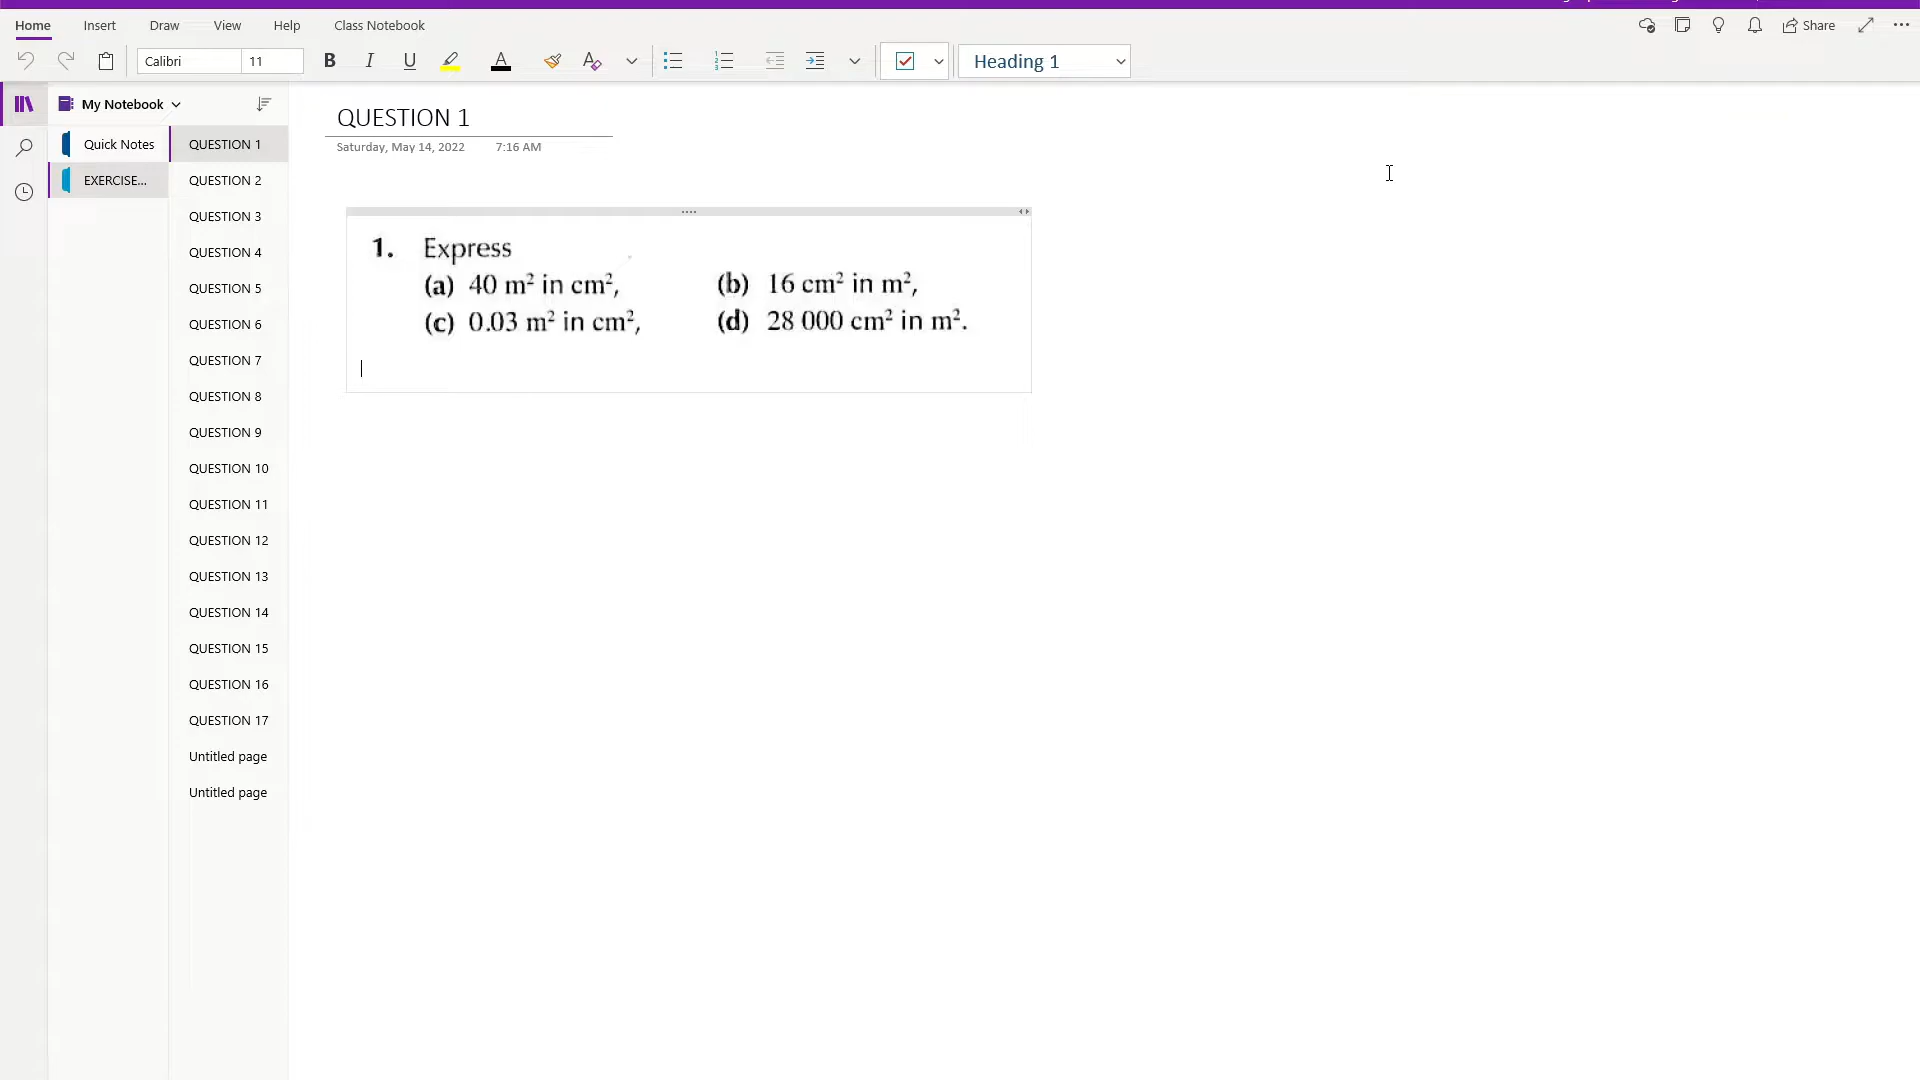 Home Insert Draw View Help Class Notebook
Share
Calibri 11 B I U A Heading 1
My Notebook
Quick Notes
EXERCISE...
QUESTION 1
QUESTION 2
QUESTION 3
QUESTION 4
QUESTION 5
QUESTION 6
QUESTION 7
QUESTION 8
QUESTION 9
QUESTION 10
QUESTION 11
QUESTION 12
QUESTION 13
QUESTION 14
QUESTION 15
QUESTION 16
QUESTION 17
Untitled page
Untitled page
QUESTION 1
Saturday, May 14, 2022 7:16 AM
1. Express
(a) 40 m² in cm², (b) 16 cm² in m²,
(c) 0.03 m² in cm², (d) 28 000 cm² in m².